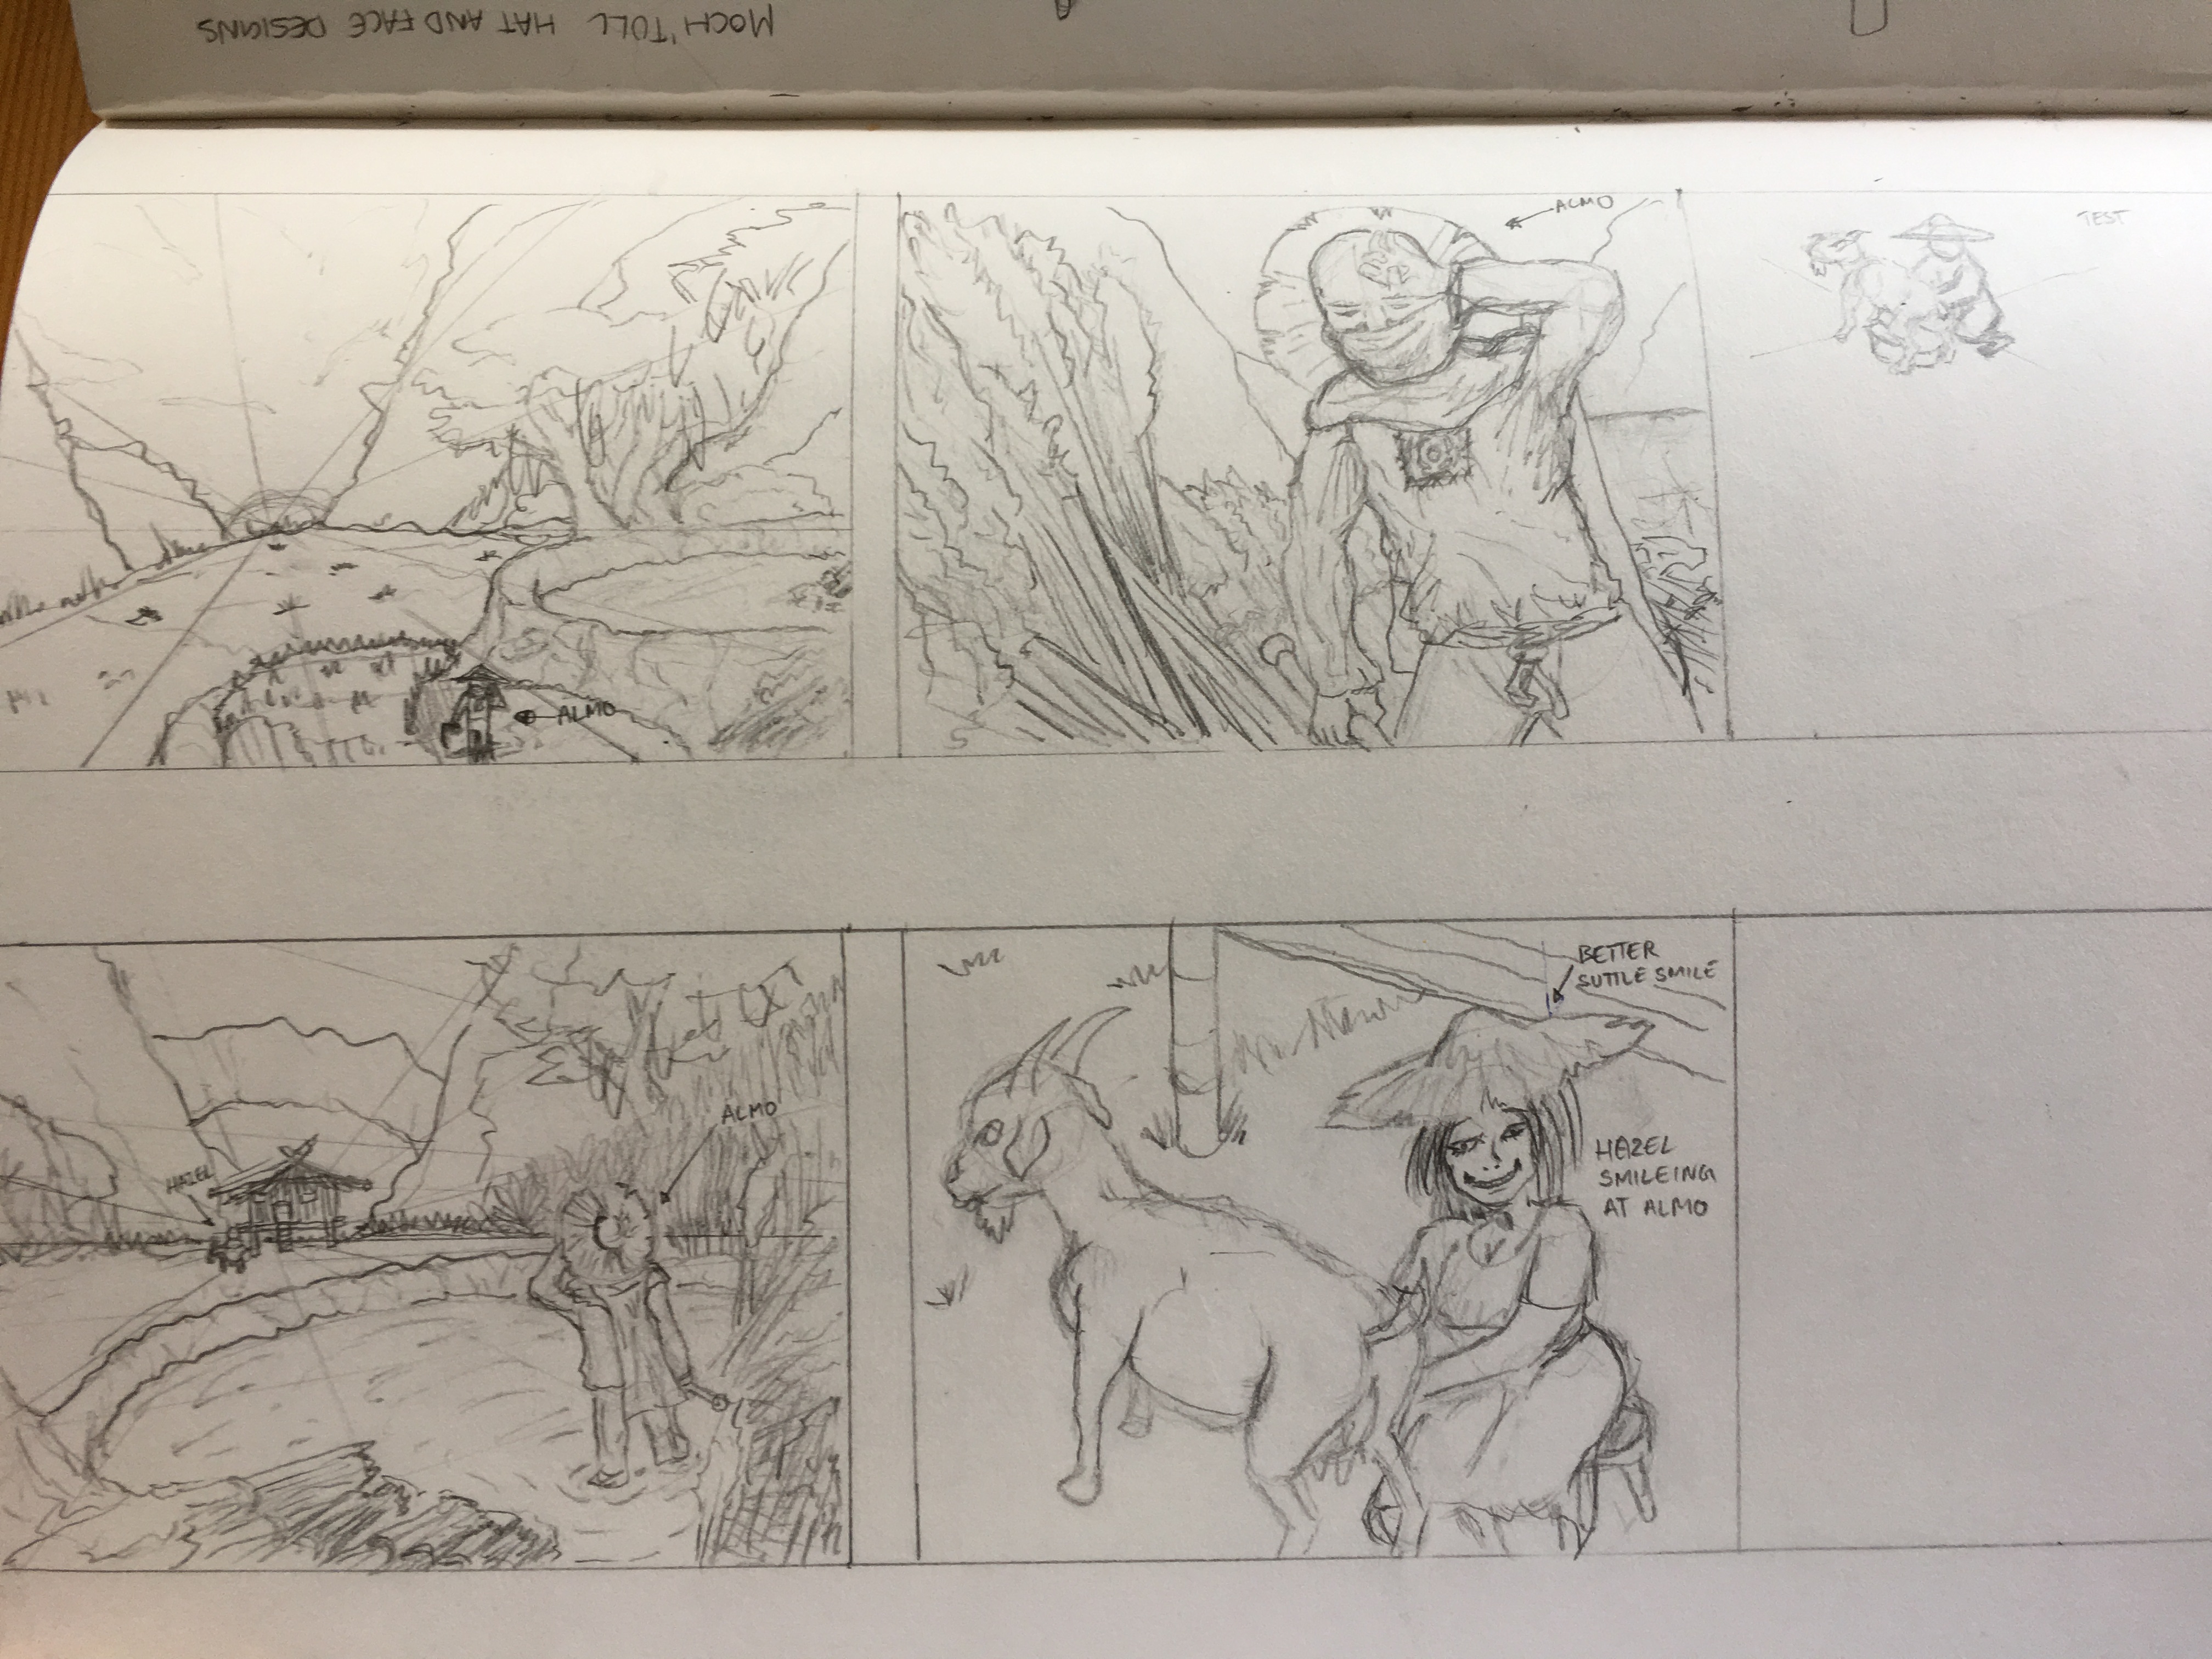 MOCH'TOLL HAT AND FACE DESIGNS
ALMO
TEST
ALMO
BETTER
SUTTLE SMILE
ALMO
HAZEL
HAZEL
SMILEING
AT ALMO